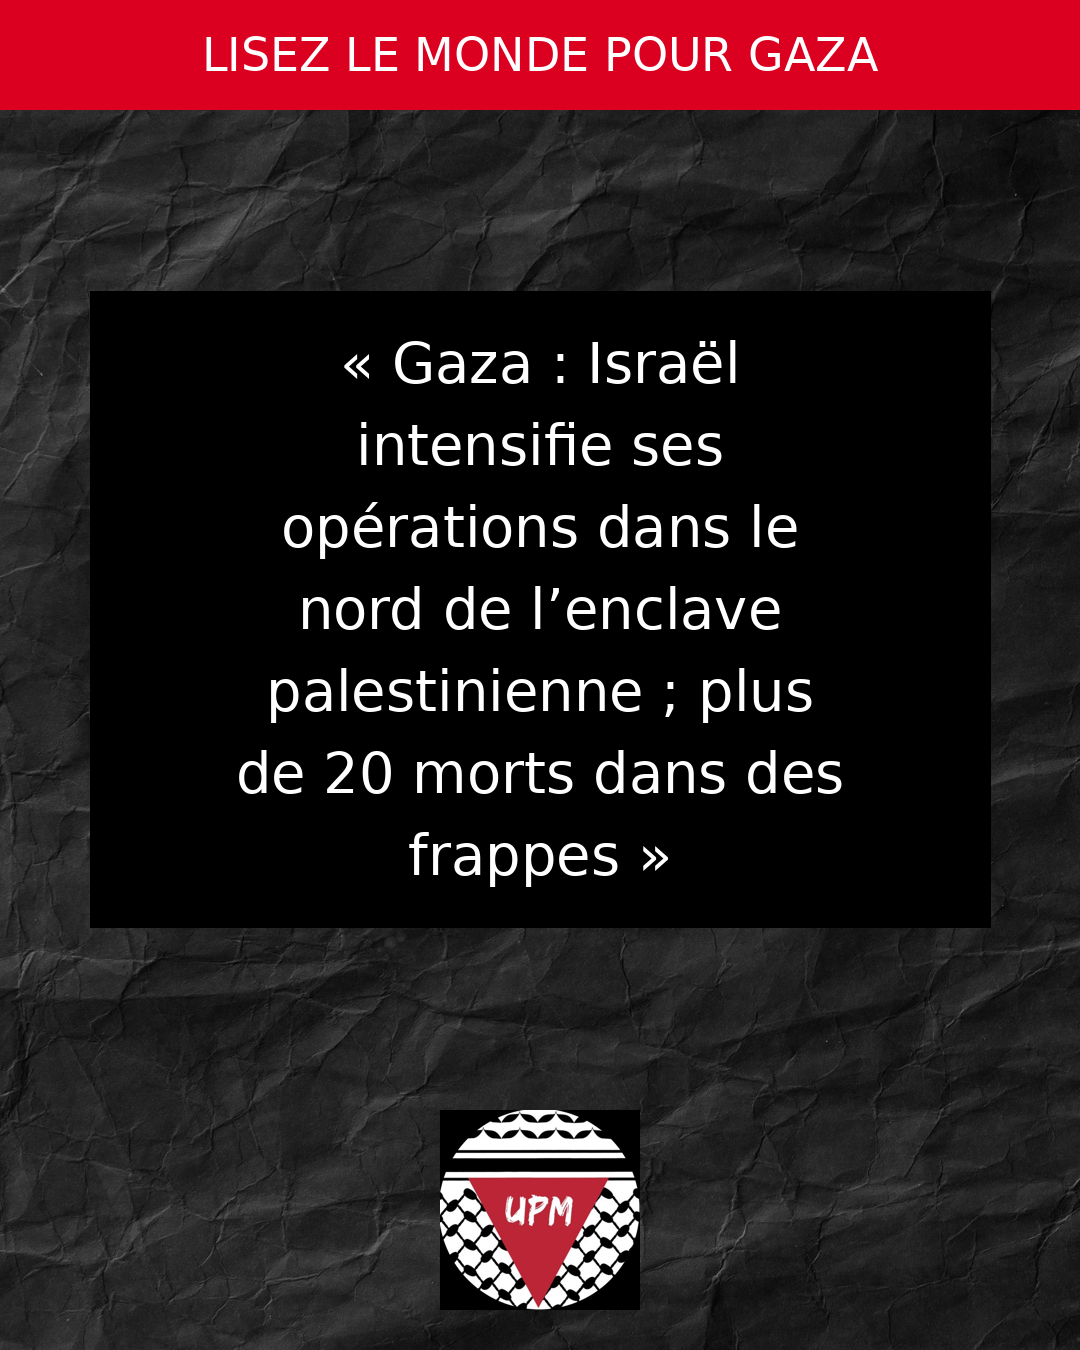 LISEZ LE MONDE POUR GAZA
« Gaza : Israël
intensifie ses
opérations dans le
nord de l’enclave
palestinienne ; plus
de 20 morts dans des
frappes »
UPM